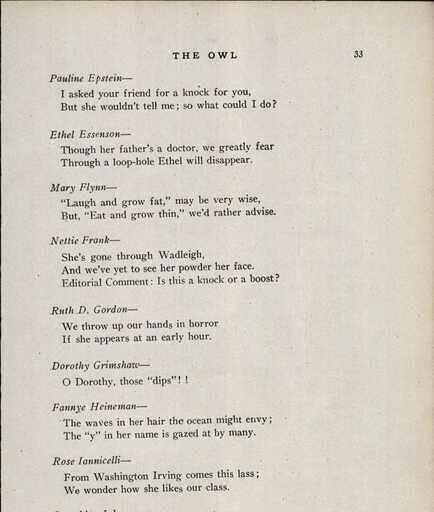 THE OWL 33
Pauline Epstein—
I asked your friend for a knock for you,
But she wouldn't tell me; so what could I do?
Ethel Essenson—
Though her father's a doctor, we greatly fear
Through a loop-hole Ethel will disappear.
Mary Flynn—
"Laugh and grow fat," may be very wise,
But, "Eat and grow thin," we'd rather advise.
Nettie Frank—
She's gone through Wadleigh,
And we've yet to see her powder her face.
Editorial Comment: Is this a knock or a boost?
Ruth D. Gordon—
We throw up our hands in horror
If she appears at an early hour.
Dorothy Grimshaw—
O Dorothy, those "dips"! !
Fannye Heineman—
The waves in her hair the ocean might envy;
The "y" in her name is gazed at by many.
Rose Iannicelli—
From Washington Irving comes this lass;
We wonder how she likes our class.